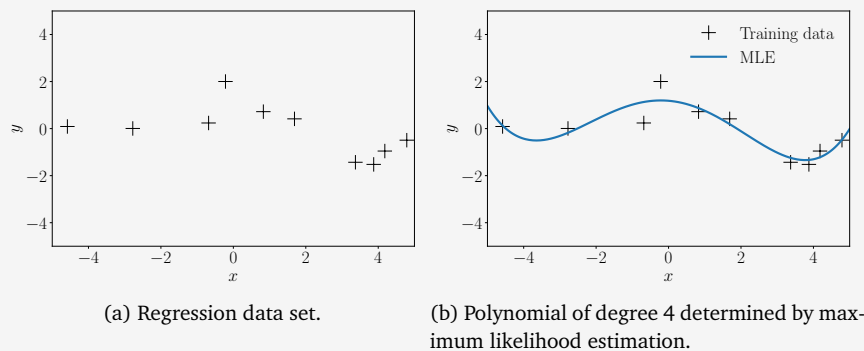 4
2
0
−2
−4
y
−4
−2
0
2
4
x
(a) Regression data set.
4
2
0
−2
−4
y
−4
−2
0
2
4
x
Training data
MLE
(b) Polynomial of degree 4 determined by max-
imum likelihood estimation.